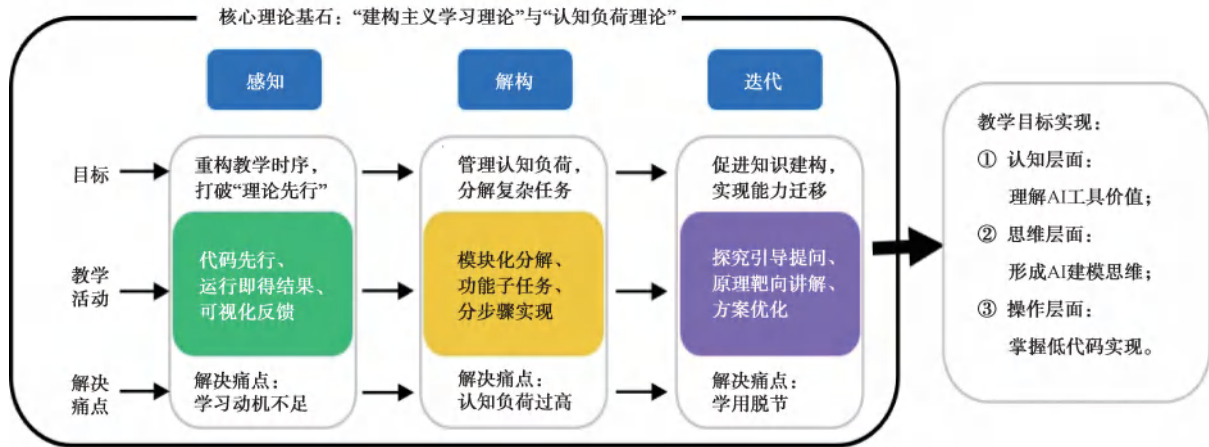 核心理论基石：“建构主义学习理论”与“认知负荷理论”
感知
解构
迭代
目标
重构教学时序，
打破“理论先行”
管理认知负荷，
分解复杂任务
促进知识建构，
实现能力迁移
教学
活动
代码先行、
运行即得结果、
可视化反馈
模块化分解、
功能子任务、
分步骤实现
探究引导提问、
原理靶向讲解、
方案优化
解决
痛点
解决痛点：
学习动机不足
解决痛点：
认知负荷过高
解决痛点：
学用脱节
教学目标实现：
① 认知层面：
理解AI工具价值；
② 思维层面：
形成AI建模思维；
③ 操作层面：
掌握低代码实现。